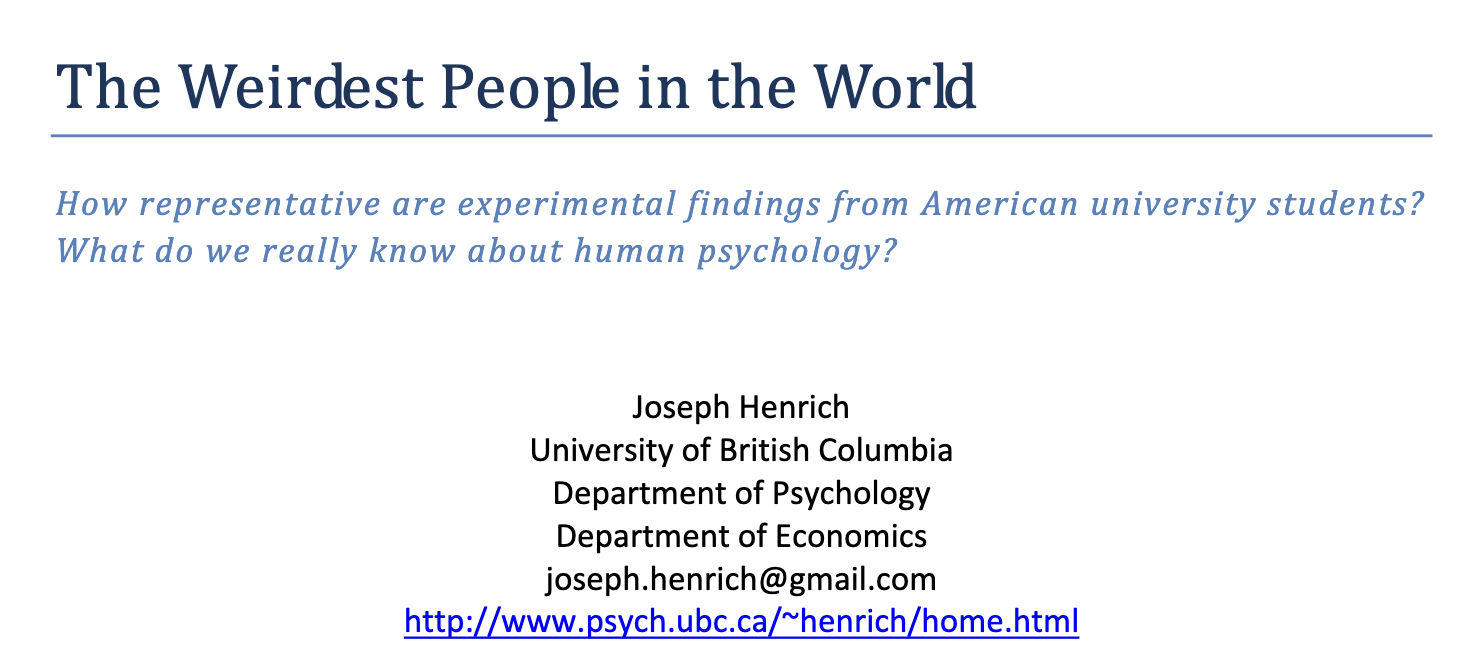 The Weirdest People in the World
How representative are experimental findings from American university students?
What do we really know about human psychology?
Joseph Henrich
University of British Columbia
Department of Psychology
Department of Economics
joseph.henrich@gmail.com
http://www.psych.ubc.ca/~henrich/home.html